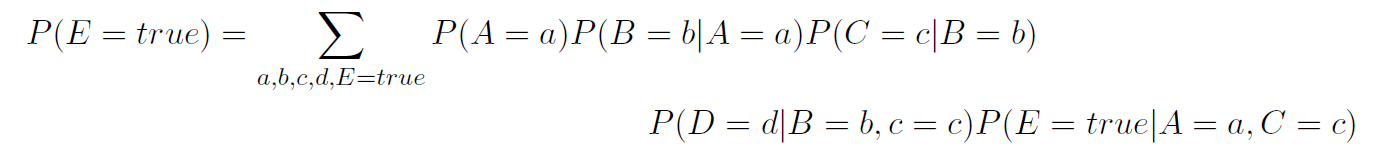 P(E = true) = ∑ P(A = a)P(B = b|A = a)P(C = c|B = b)
a,b,c,d,E=true
P(D = d|B = b, c = c)P(E = true|A = a, C = c)